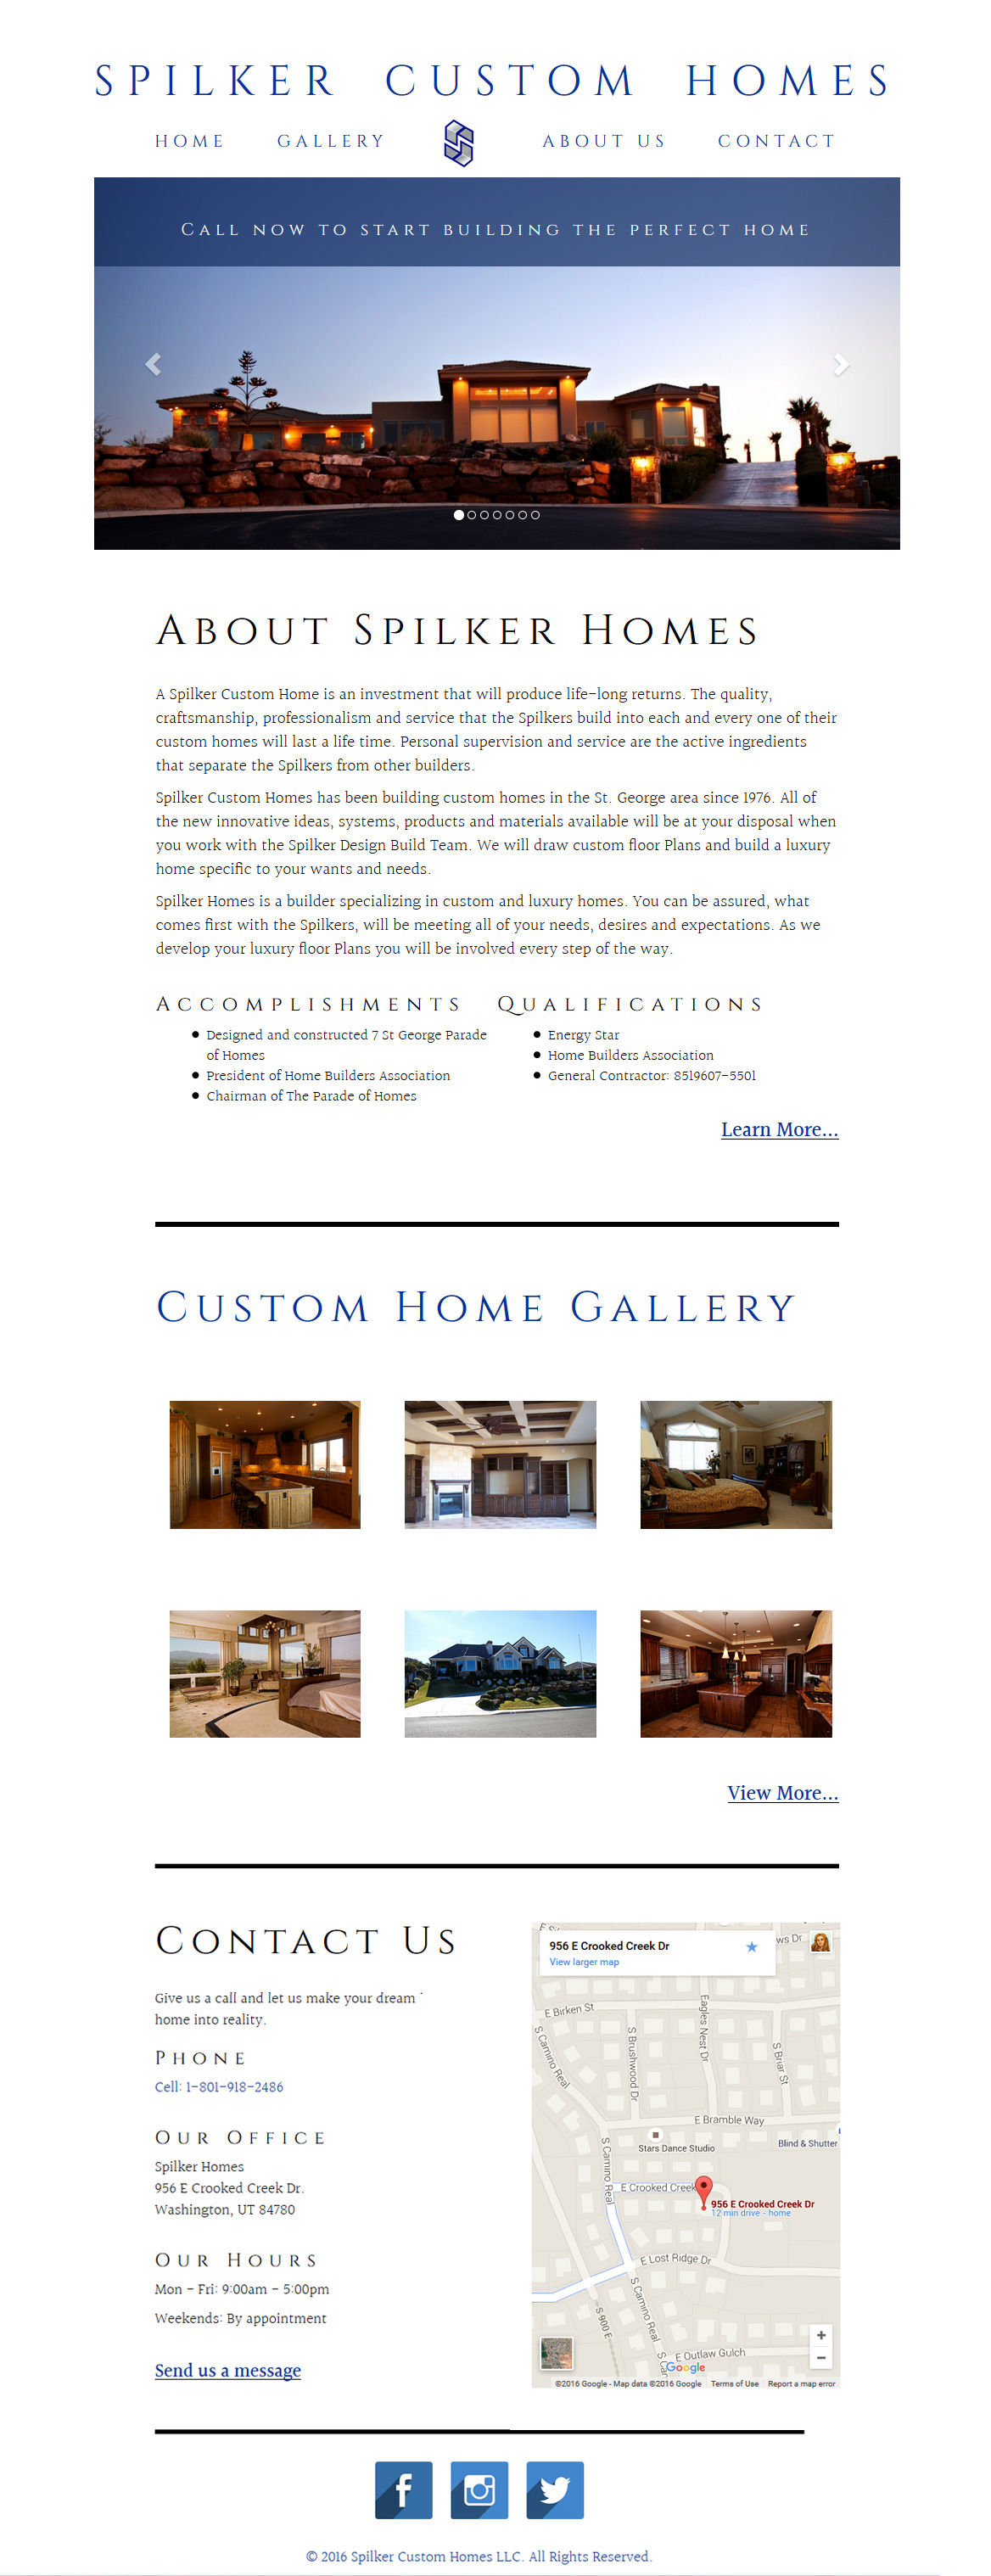 SPILKER CUSTOM HOMES
HOME GALLERY ABOUT US CONTACT
Call now to start building the perfect home
About Spilker Homes
A Spilker Custom Home is an investment that will produce life-long returns. The quality,
craftsmanship, professionalism and service that the Spilkers build into each and every one of their
custom homes will last a life time. Personal supervision and service are the active ingredients
that separate the Spilkers from other builders.
Spilker Custom Homes has been building custom homes in the St. George area since 1976. All of
the new innovative ideas, systems, products and materials available will be at your disposal when
you work with the Spilker Design Build Team. We will draw custom floor Plans and build a luxury
home specific to your wants and needs.
Spilker Homes is a builder specializing in custom and luxury homes. You can be assured, what
comes first with the Spilkers, will be meeting all of your needs, desires and expectations. As we
develop your luxury floor Plans you will be involved every step of the way.
Accomplishments
• Designed and constructed 7 St George Parade
of Homes
• President of Home Builders Association
• Chairman of The Parade of Homes
Qualifications
• Energy Star
• Home Builders Association
• General Contractor: 8519607-5501
Learn More...
Custom Home Gallery
View More...
Contact Us
Give us a call and let us make your dream
home into reality.
Phone
Cell: 1-801-918-2486
Our Office
Spilker Homes
956 E Crooked Creek Dr.
Washington, UT 84780
Our Hours
Mon - Fri: 9:00am - 5:00pm
Weekends: By appointment
Send us a message
956 E Crooked Creek Dr
View larger map
ws Dr
E Birken St
Eagles Nest Dr
S Camino Real
S Brushwood Dr
S Briar St
E Bramble Way
Stars Dance Studio
Blind & Shutter
S Camino Real
E Crooked Creek
956 E Crooked Creek Dr
12 min drive - home
E Lost Ridge Dr
S Camino Real
S 900 E
E Outlaw Gulch
S Car
Google
+
−
©2016 Google - Map data ©2016 Google Terms of Use Report a map error
© 2016 Spilker Custom Homes LLC. All Rights Reserved.